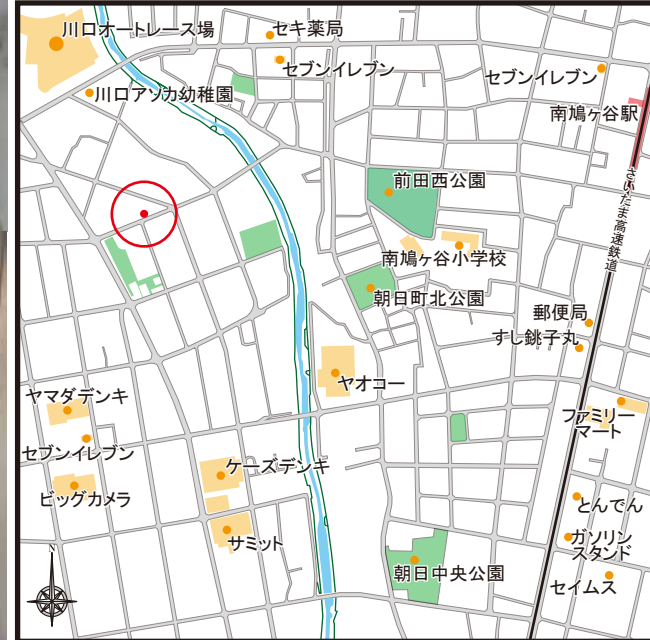 川口オートレース場
セキ薬局
セブンイレブン
セブンイレブン
川口アソカ幼稚園
南鳩ヶ谷駅
さいたま高速鉄道
前田西公園
南鳩ヶ谷小学校
朝日町北公園
郵便局
すし銚子丸
ヤオコー
ヤマダデンキ
ファミリー
マート
セブンイレブン
ケーズデンキ
ビッグカメラ
とんでん
サミット
ガソリン
スタンド
朝日中央公園
セイムス
N